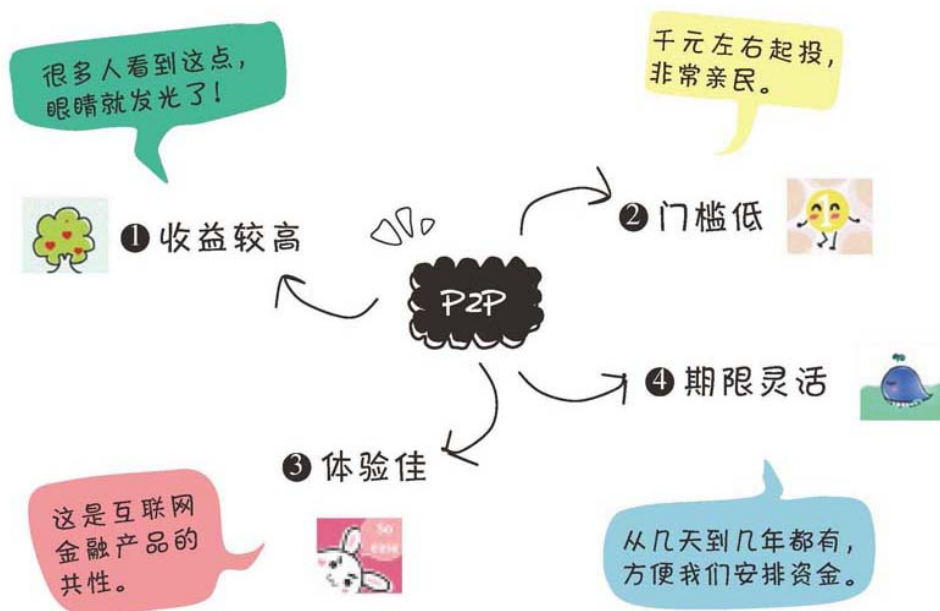 很多人看到这点，
眼睛就发光了！
千元左右起投，
非常亲民。
❶ 收益较高
❷ 门槛低
P2P
❹ 期限灵活
❸ 体验佳
这是互联网
金融产品的
共性。
So
easy
从几天到几年都有，
方便我们安排资金。